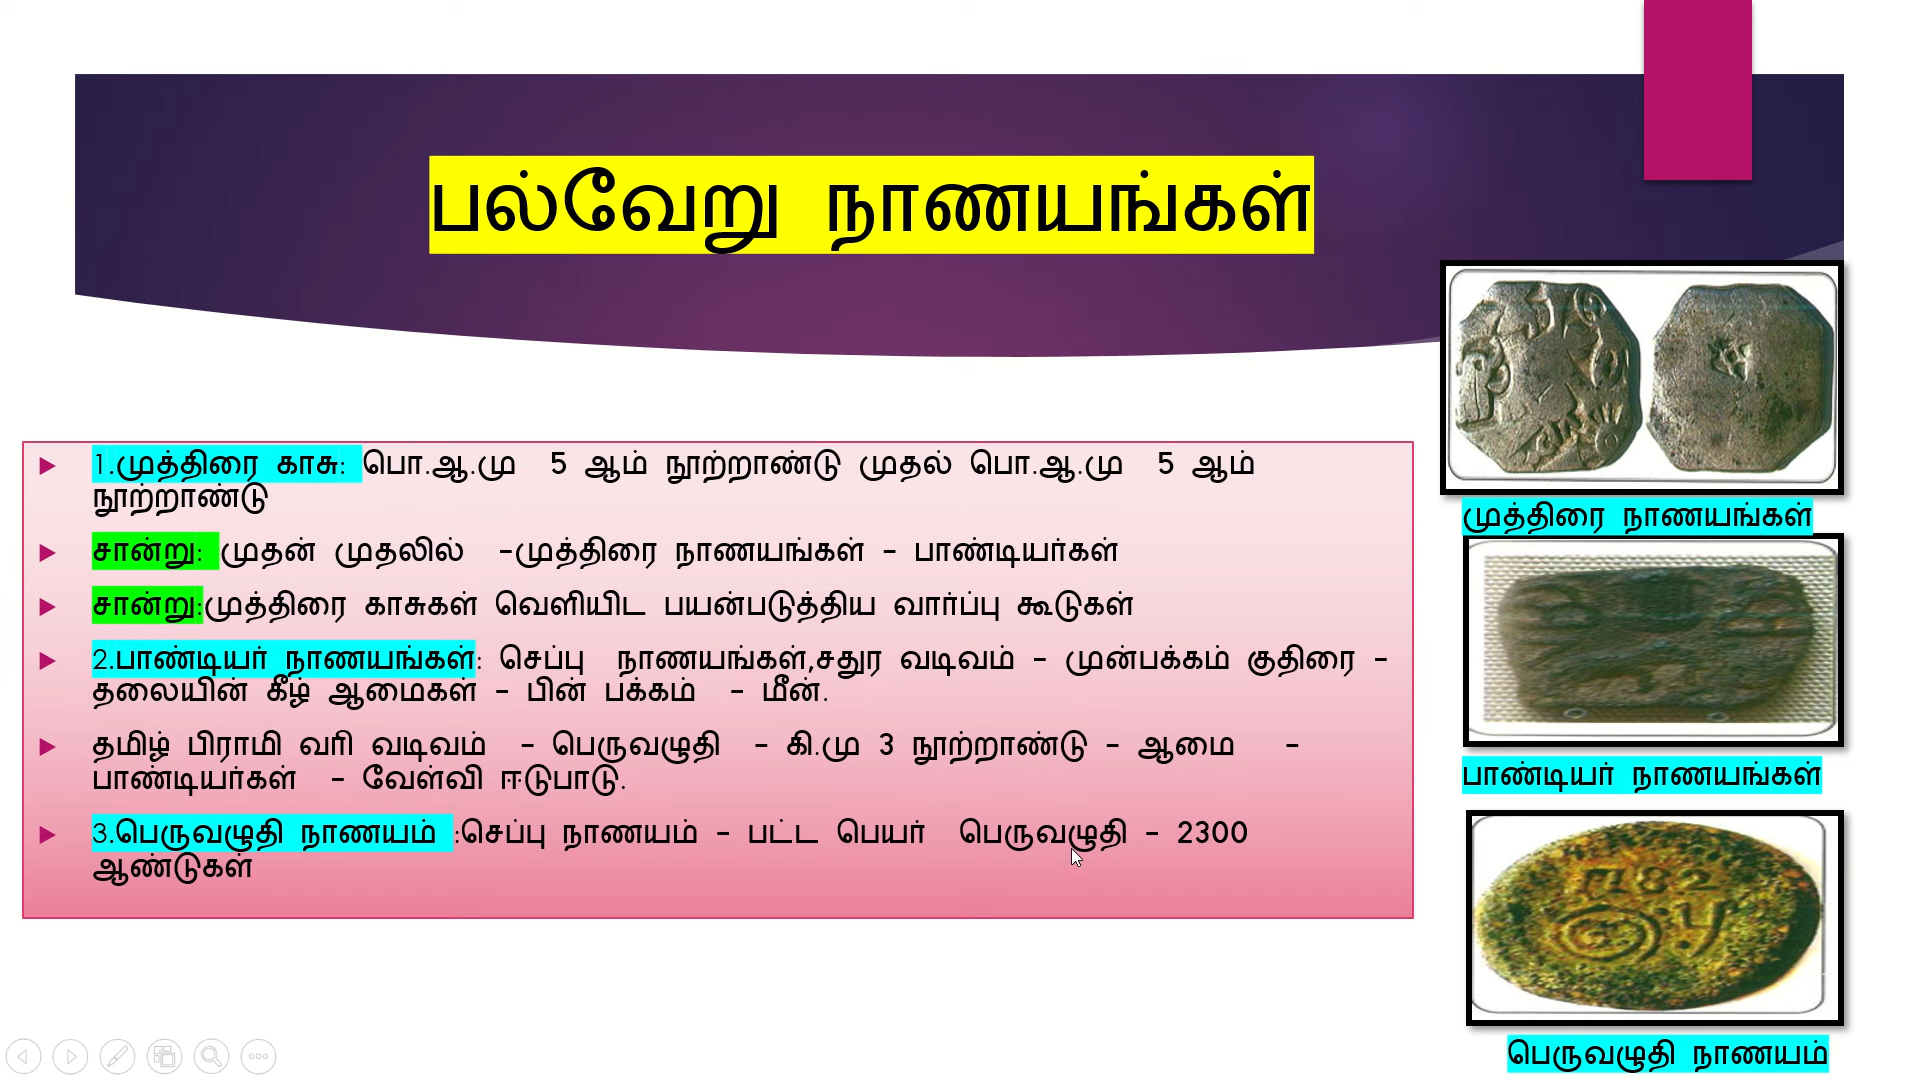 பல்வேறு நாணயங்கள்
1.முத்திரை காசு: பொ.ஆ.மு 5 ஆம் நூற்றாண்டு முதல் பொ.ஆ.மு 5 ஆம்
நூற்றாண்டு
சான்று: முதன் முதலில் -முத்திரை நாணயங்கள் - பாண்டியர்கள்
சான்று:முத்திரை காசுகள் வெளியிட பயன்படுத்திய வார்ப்பு கூடுகள்
2.பாண்டியர் நாணயங்கள்: செப்பு நாணயங்கள்,சதுர வடிவம் - முன்பக்கம் குதிரை -
தலையின் கீழ் ஆமைகள் - பின் பக்கம் - மீன்.
தமிழ் பிராமி வரி வடிவம் - பெருவழுதி - கி.மு 3 நூற்றாண்டு - ஆமை -
பாண்டியர்கள் - வேள்வி ஈடுபாடு.
3.பெருவழுதி நாணயம் :செப்பு நாணயம் - பட்ட பெயர் பெருவழுதி - 2300
ஆண்டுகள்
முத்திரை நாணயங்கள்
பாண்டியர் நாணயங்கள்
பெருவழுதி நாணயம்